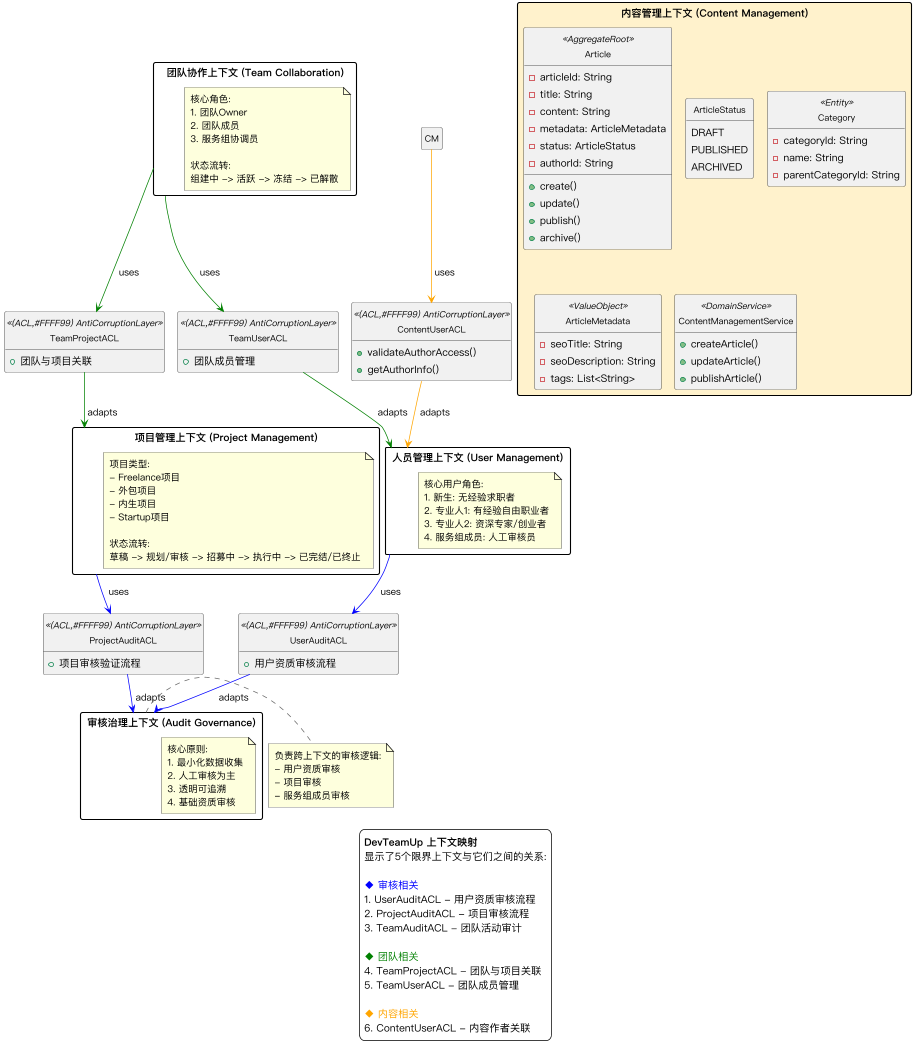 内容管理上下文 (Content Management)
«AggregateRoot»
Article
articleId: String
title: String
content: String
metadata: ArticleMetadata
status: ArticleStatus
authorId: String
create()
update()
publish()
archive()
ArticleStatus
DRAFT
PUBLISHED
ARCHIVED
«Entity»
Category
categoryId: String
name: String
parentCategoryId: String
«ValueObject»
ArticleMetadata
seoTitle: String
seoDescription: String
tags: List<String>
«DomainService»
ContentManagementService
createArticle()
updateArticle()
publishArticle()
团队协作上下文 (Team Collaboration)
核心角色:
1. 团队Owner
2. 团队成员
3. 服务组协调员
状态流转:
组建中 -> 活跃 -> 冻结 -> 已解散
CM
uses
uses
uses
«(ACL,#FFFF99) AntiCorruptionLayer»
TeamProjectACL
团队与项目关联
«(ACL,#FFFF99) AntiCorruptionLayer»
TeamUserACL
团队成员管理
«(ACL,#FFFF99) AntiCorruptionLayer»
ContentUserACL
validateAuthorAccess()
getAuthorInfo()
adapts
adapts
adapts
项目管理上下文 (Project Management)
项目类型:
- Freelance项目
- 外包项目
- 内生项目
- Startup项目
状态流转:
草稿 -> 规划/审核 -> 招募中 -> 执行中 -> 已完结/已终止
人员管理上下文 (User Management)
核心用户角色:
1. 新生: 无经验求职者
2. 专业人1: 有经验自由职业者
3. 专业人2: 资深专家/创业者
4. 服务组成员: 人工审核员
uses
uses
«(ACL,#FFFF99) AntiCorruptionLayer»
ProjectAuditACL
项目审核验证流程
«(ACL,#FFFF99) AntiCorruptionLayer»
UserAuditACL
用户资质审核流程
adapts
adapts
审核治理上下文 (Audit Governance)
核心原则:
1. 最小化数据收集
2. 人工审核为主
3. 透明可追溯
4. 基础资质审核
负责跨上下文的审核逻辑:
- 用户资质审核
- 项目审核
- 服务组成员审核
DevTeamUp 上下文映射
显示了5个限界上下文与它们之间的关系:
◆ 审核相关
1. UserAuditACL - 用户资质审核流程
2. ProjectAuditACL - 项目审核流程
3. TeamAuditACL - 团队活动审计
◆ 团队相关
4. TeamProjectACL - 团队与项目关联
5. TeamUserACL - 团队成员管理
◆ 内容相关
6. ContentUserACL - 内容作者关联